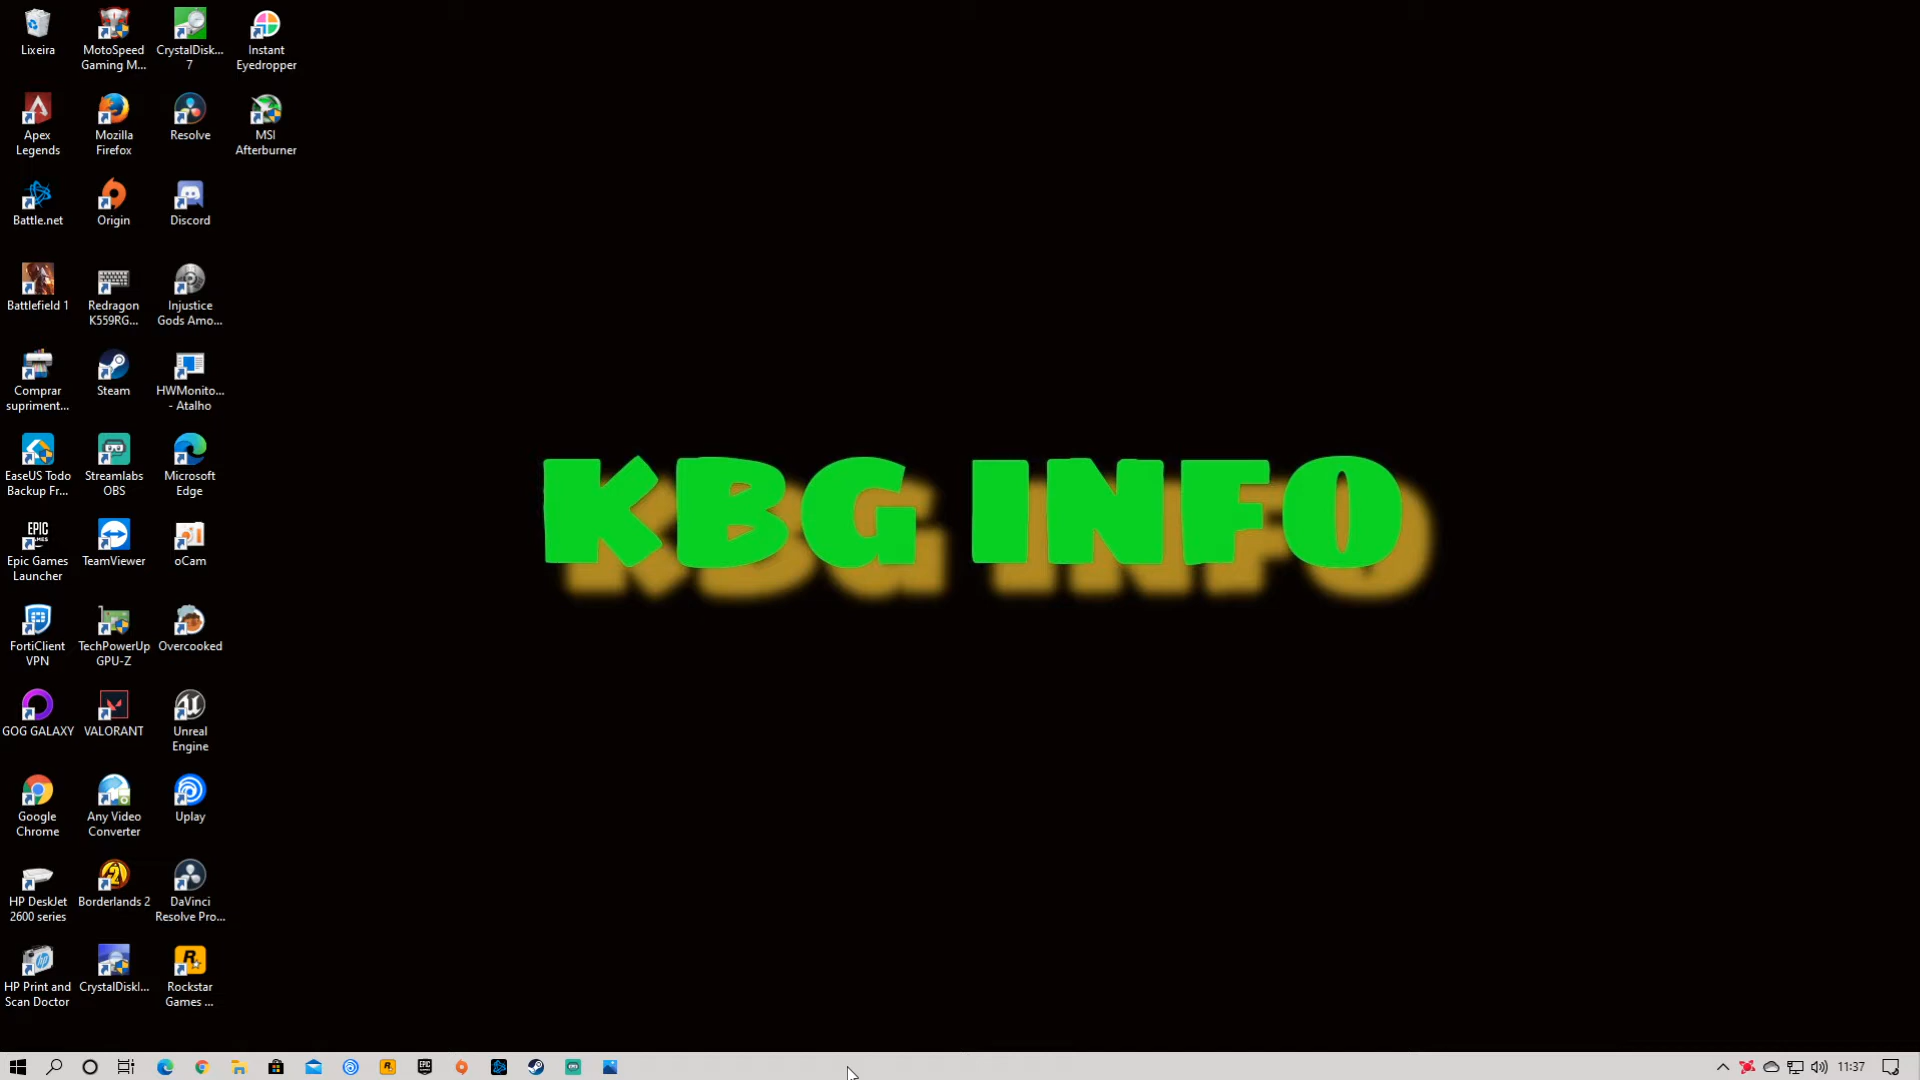 Lixeira
MotoSpeed
Gaming M...
CrystalDisk...
7
Instant
Eyedropper
Apex
Legends
Mozilla
Firefox
Resolve
MSI
Afterburner
Battle.net
Origin
Discord
Battlefield 1
Redragon
K559RG...
Injustice
Gods Amo...
Comprar
supriment...
Steam
HWMonito...
- Atalho
EaseUS Todo
Backup Fr...
Streamlabs
OBS
Microsoft
Edge
KBG INFO
EPIC
GAMES
Epic Games
Launcher
TeamViewer
oCam
FortiClient
VPN
TechPowerUp
GPU-Z
Overcooked
GOG GALAXY
VALORANT
Unreal
Engine
Google
Chrome
Any Video
Converter
Uplay
HP DeskJet
2600 series
Borderlands 2
DaVinci
Resolve Pro...
HP Print and
Scan Doctor
CrystalDiskI...
Rockstar
Games ...
11:37